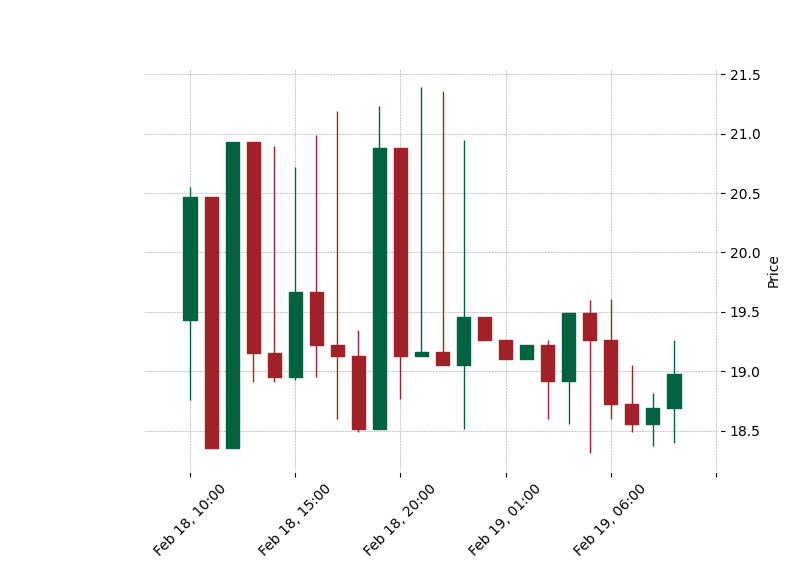 21.5
21.0
20.5
20.0
19.5
19.0
18.5
Price
Feb 18, 10:00
Feb 18, 15:00
Feb 18, 20:00
Feb 19, 01:00
Feb 19, 06:00